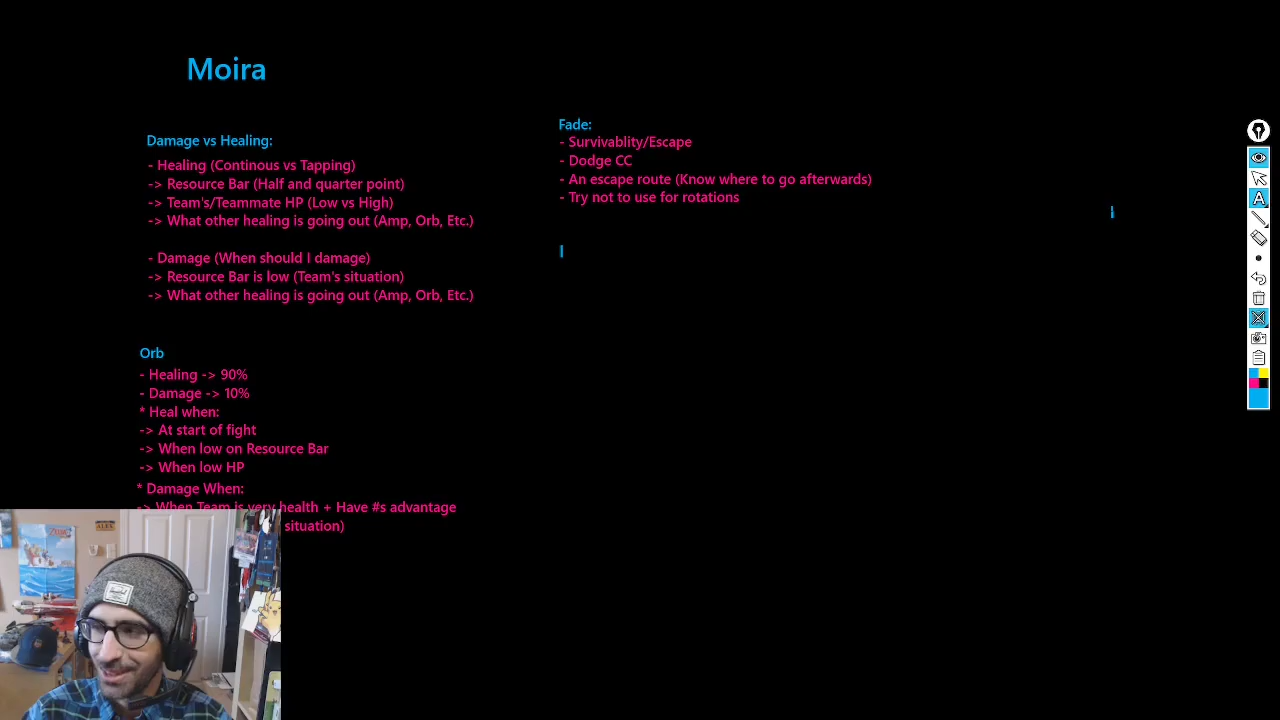 Moira
Damage vs Healing:
- Healing (Continous vs Tapping)
-> Resource Bar (Half and quarter point)
-> Team's/Teammate HP (Low vs High)
-> What other healing is going out (Amp, Orb, Etc.)
- Damage (When should I damage)
-> Resource Bar is low (Team's situation)
-> What other healing is going out (Amp, Orb, Etc.)
Orb
- Healing -> 90%
- Damage -> 10%
* Heal when:
-> At start of fight
-> When low on Resource Bar
-> When low HP
* Damage When:
-> When Team is very health + Have #s advantage
situation)
Fade:
- Survivablity/Escape
- Dodge CC
- An escape route (Know where to go afterwards)
- Try not to use for rotations
A